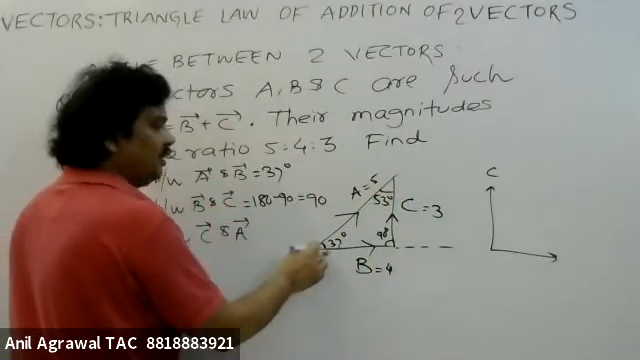 VECTORS: TRIANGLE LAW OF ADDITION OF 2 VECTORS
BETWEEN 2 VECTORS
ctors A, B & C are such
= B⃗ + C⃗. Their magnitudes
ratio 5:4:3. Find
A⃗ & B⃗ = 37°
B⃗ & C⃗ = 180-90 = 90
C⃗ & A⃗
A = 5
53°
C = 3
37°
90
B = 4
C
Anil Agrawal TAC 8818883921